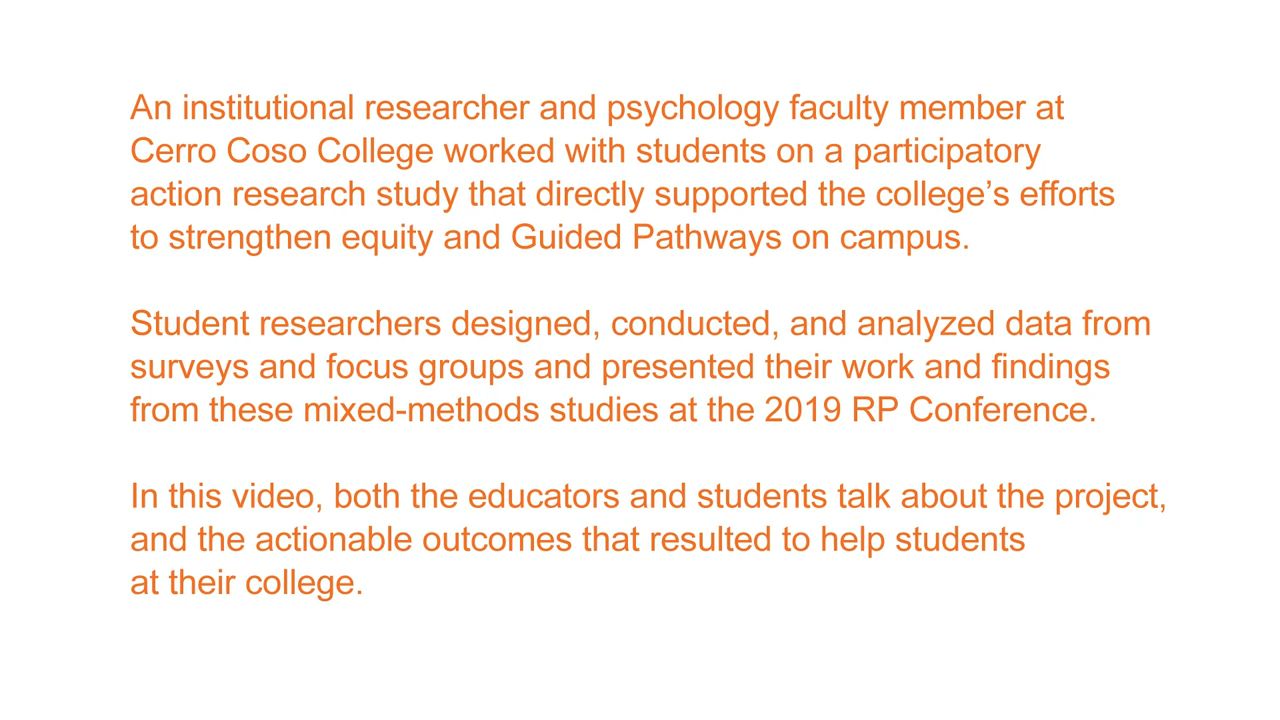 An institutional researcher and psychology faculty member at
Cerro Coso College worked with students on a participatory
action research study that directly supported the college’s efforts
to strengthen equity and Guided Pathways on campus.
Student researchers designed, conducted, and analyzed data from
surveys and focus groups and presented their work and findings
from these mixed-methods studies at the 2019 RP Conference.
In this video, both the educators and students talk about the project,
and the actionable outcomes that resulted to help students
at their college.